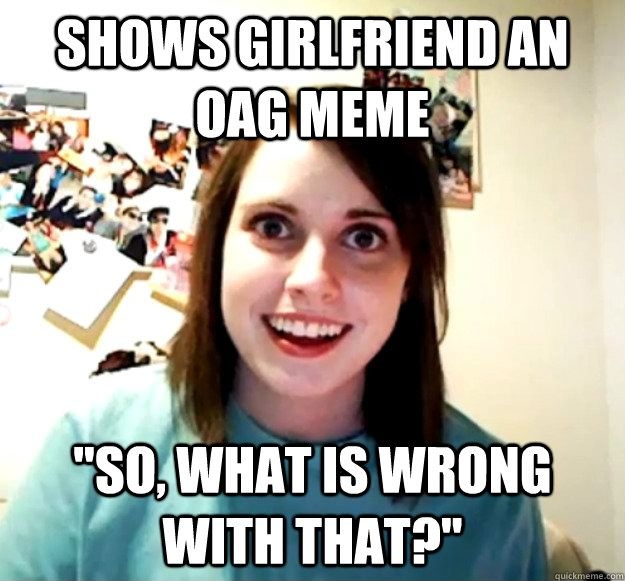 SHOWS GIRLFRIEND AN
OAG MEME
"SO, WHAT IS WRONG
WITH THAT?"
quickmeme.com